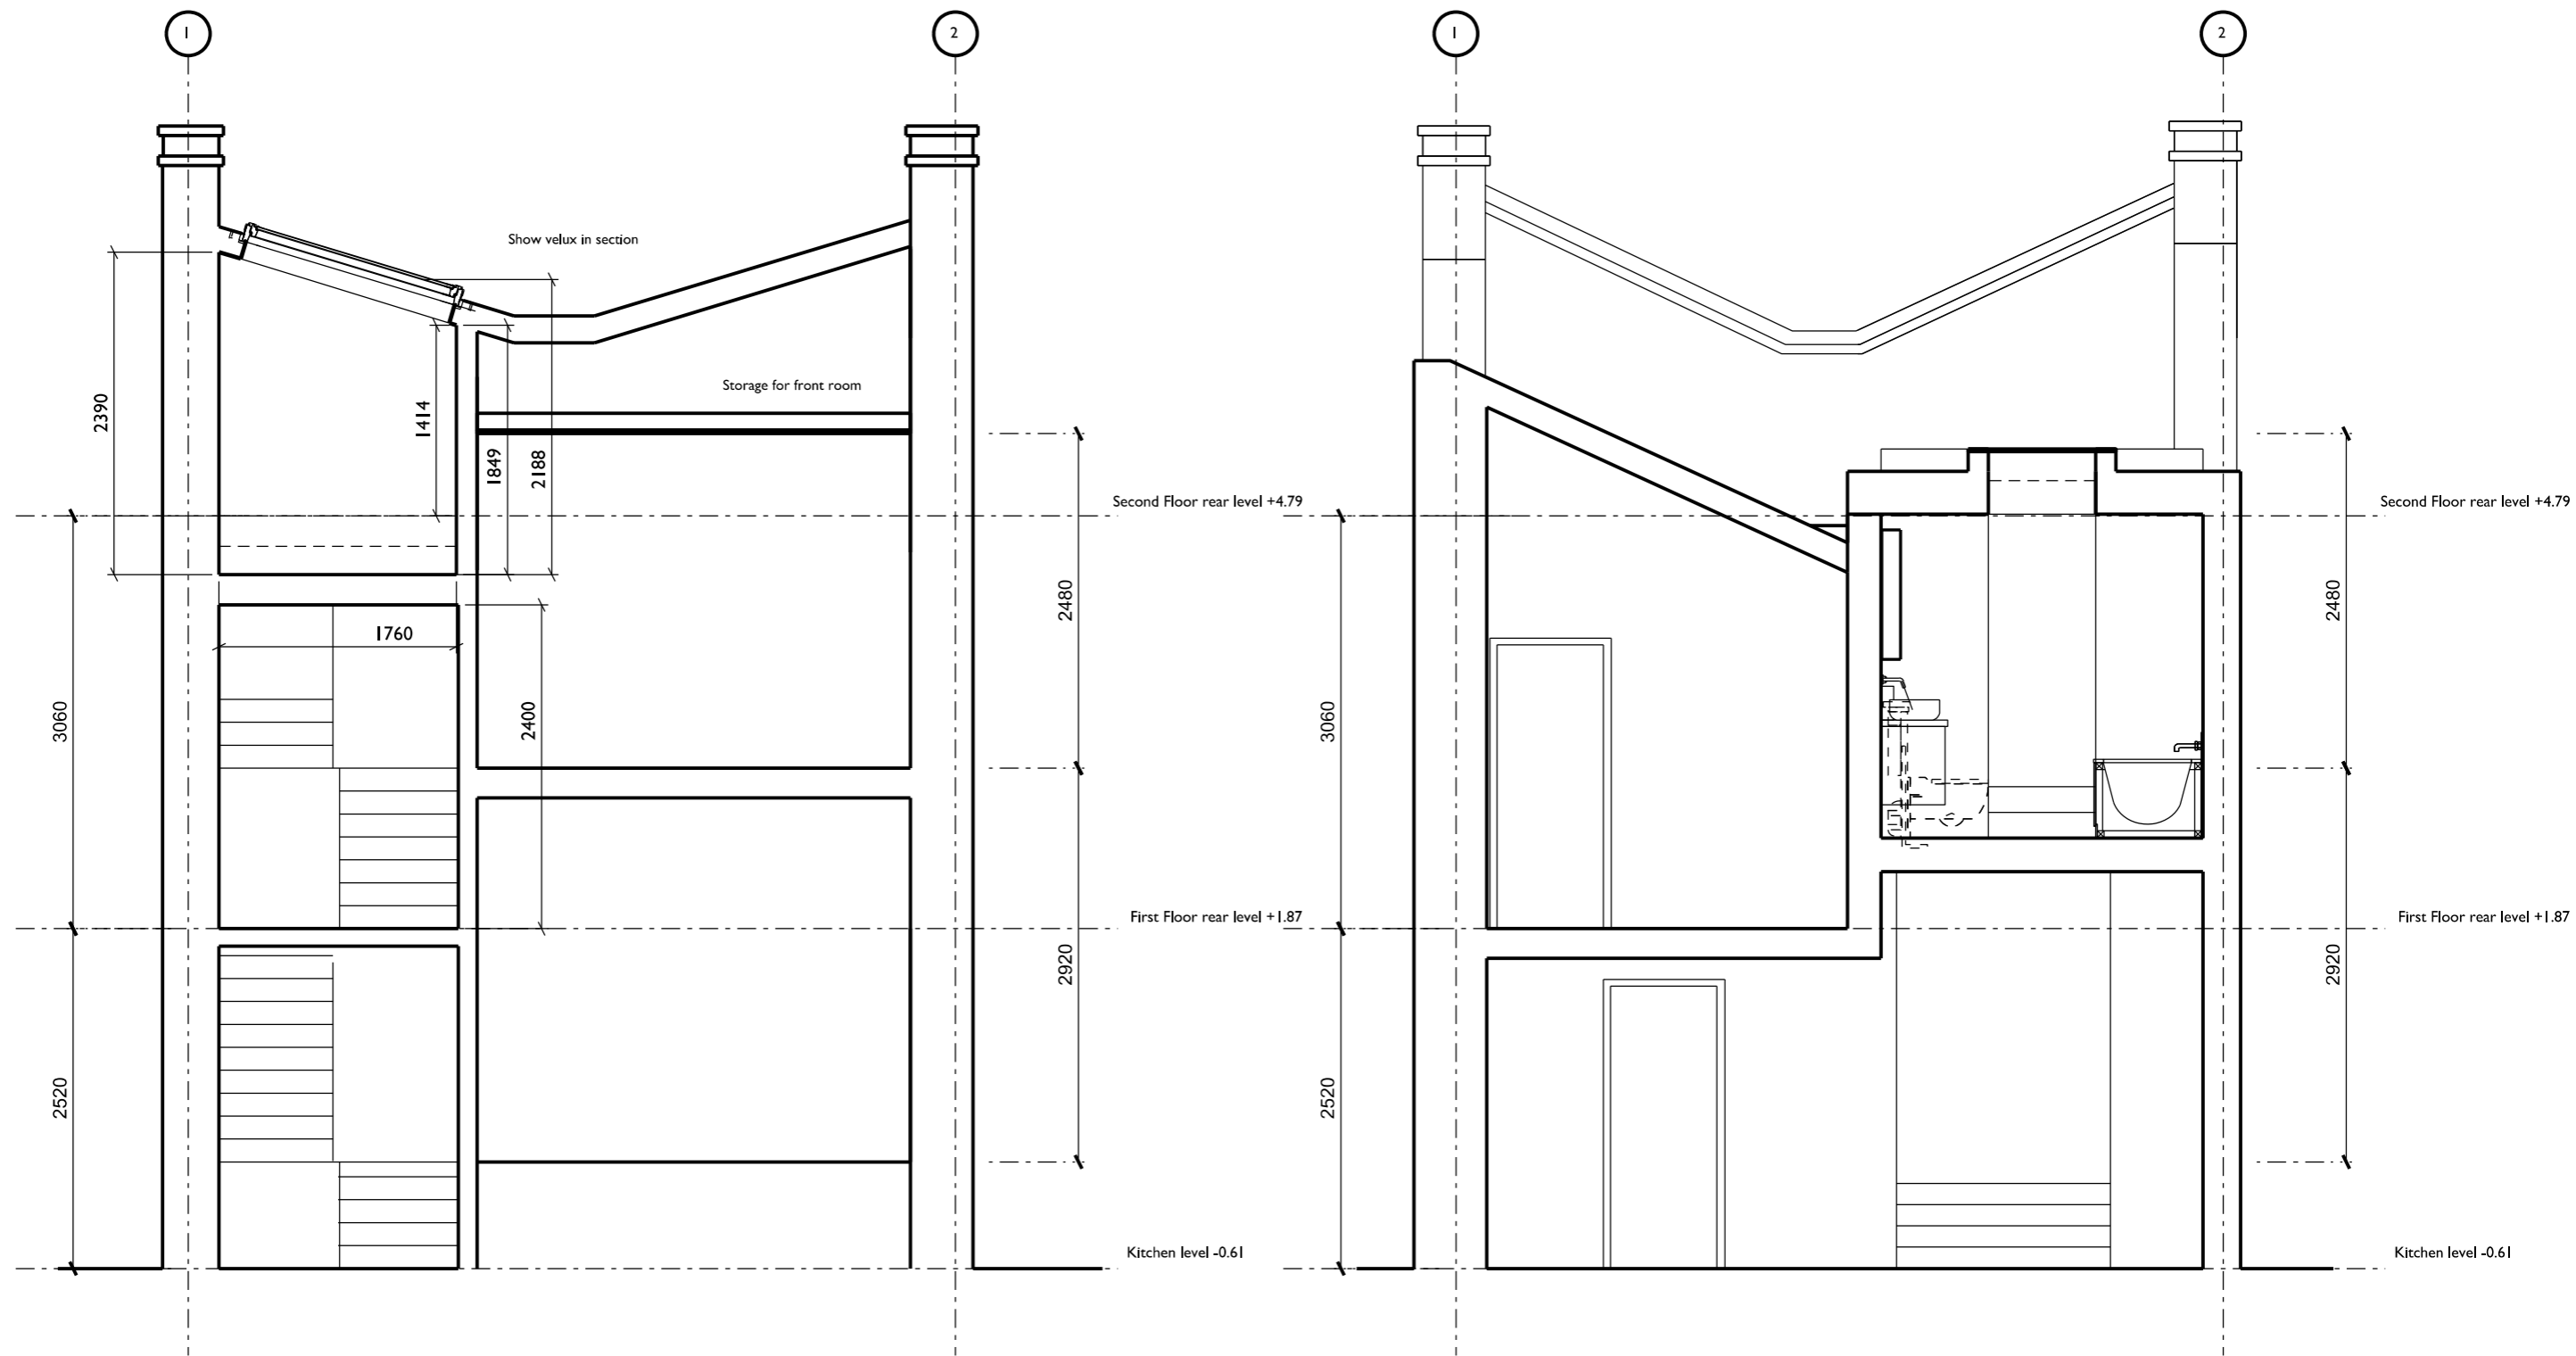 1
2
1
2
Show velux in section
Storage for front room
2390
1414
1849
2188
Second Floor rear level +4.79
Second Floor rear level +4.79
2480
2480
1760
3060
2400
3060
First Floor rear level +1.87
First Floor rear level +1.87
2920
2920
2520
2520
Kitchen level -0.61
Kitchen level -0.61